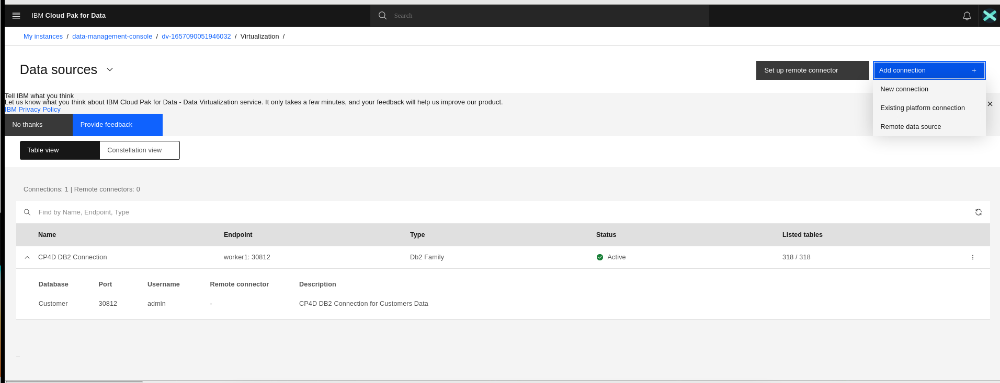 IBM Cloud Pak for Data
Search
My instances / data-management-console / dv-1657090051946032 / Virtualization /
Data sources
Set up remote connector
Add connection +
New connection
Existing platform connection
Remote data source
Tell IBM what you think
Let us know what you think about IBM Cloud Pak for Data - Data Virtualization service. It only takes a few minutes, and your feedback will help us improve our product.
IBM Privacy Policy
No thanks
Provide feedback
Table view
Constellation view
Connections: 1 | Remote connectors: 0
Find by Name, Endpoint, Type
Name Endpoint Type Status Listed tables
CP4D DB2 Connection worker1: 30812 Db2 Family Active 318 / 318
Database Port Username Remote connector Description
Customer 30812 admin - CP4D DB2 Connection for Customers Data